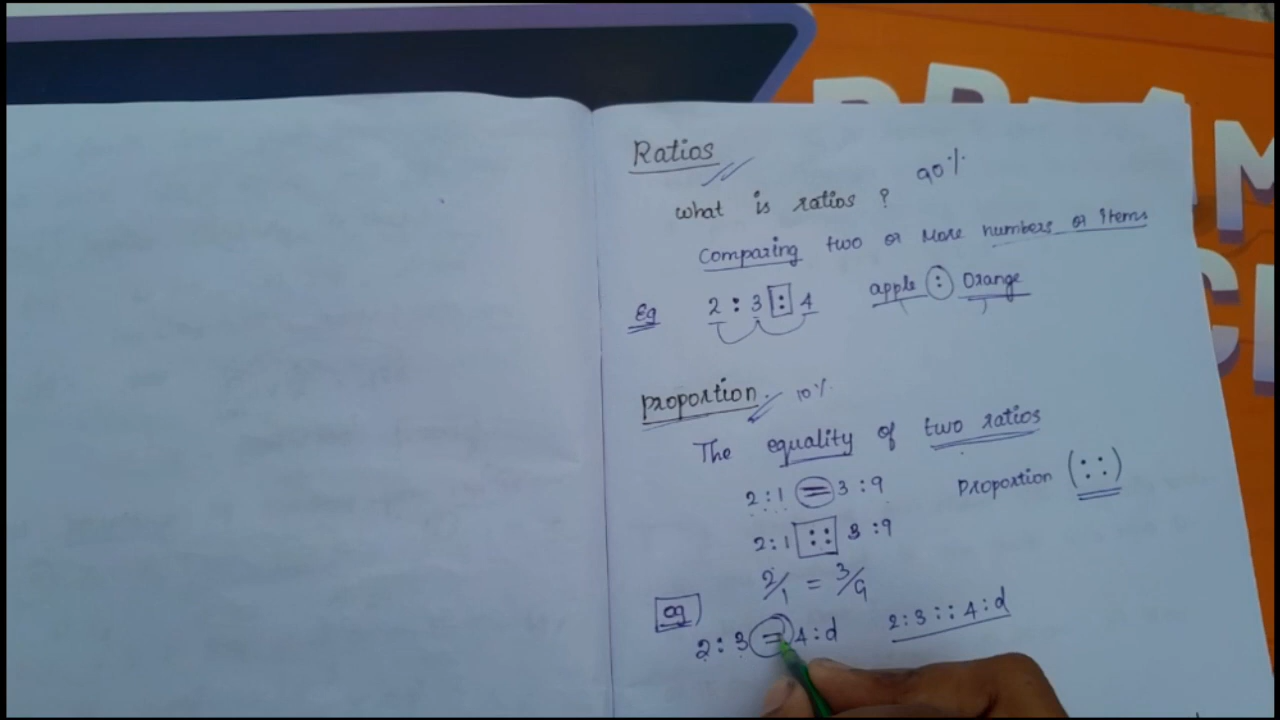 Ratios
90%
What is ratios ?
Comparing two or more numbers or items
Eg 2 : 3 : 4 apple : Orange
Proportion. 10%
The equality of two ratios
2 : 1 = 3 : 9 Proportion (::)
2 : 1 :: 3 : 9
2/1 = 3/9
eg
2 : 3 = 4 : d 2 : 3 :: 4 : d